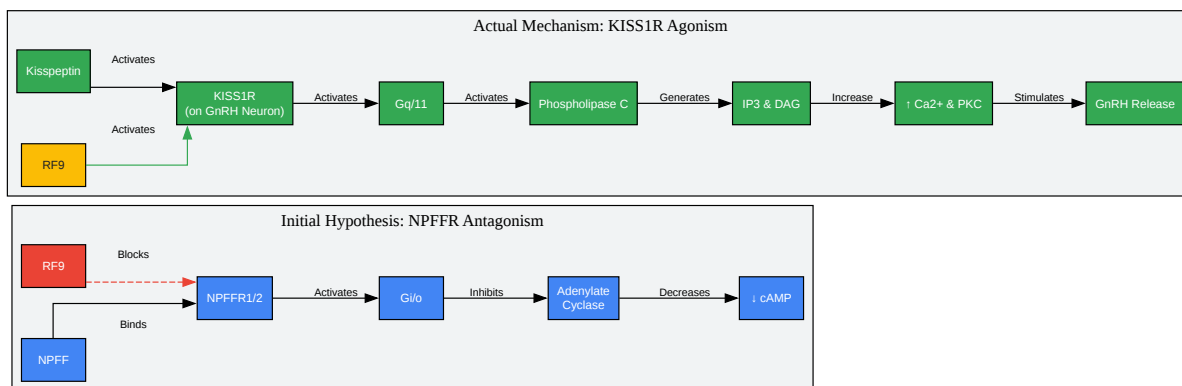 Actual Mechanism: KISS1R Agonism
Kisspeptin
Activates
KISS1R
(on GnRH Neuron)
Activates
Gq/11
Activates
Phospholipase C
Generates
IP3 & DAG
Increase
↑ Ca2+ & PKC
Stimulates
GnRH Release
Activates
RF9
Initial Hypothesis: NPFFR Antagonism
RF9
Blocks
NPFFR1/2
Activates
Gi/o
Inhibits
Adenylate
Cyclase
Decreases
↓ cAMP
Binds
NPFF